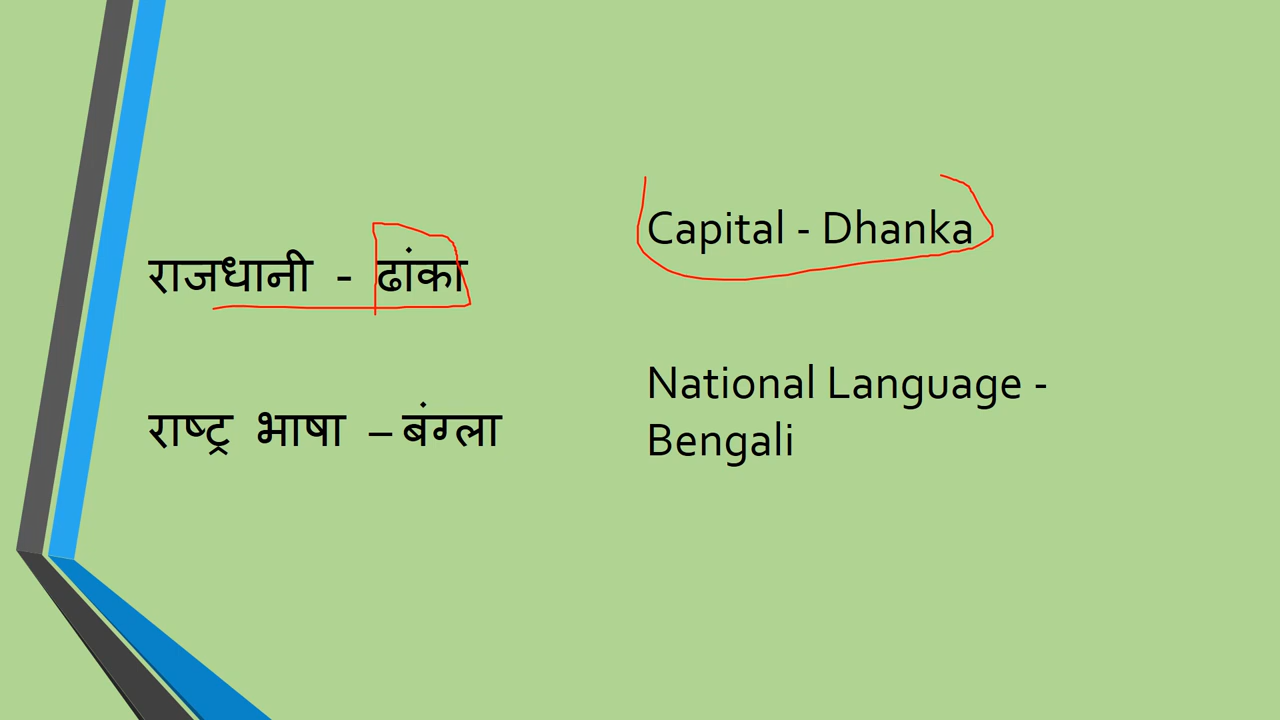 राजधानी - ढांका
राष्ट्र भाषा – बंग्ला
Capital - Dhanka
National Language -
Bengali